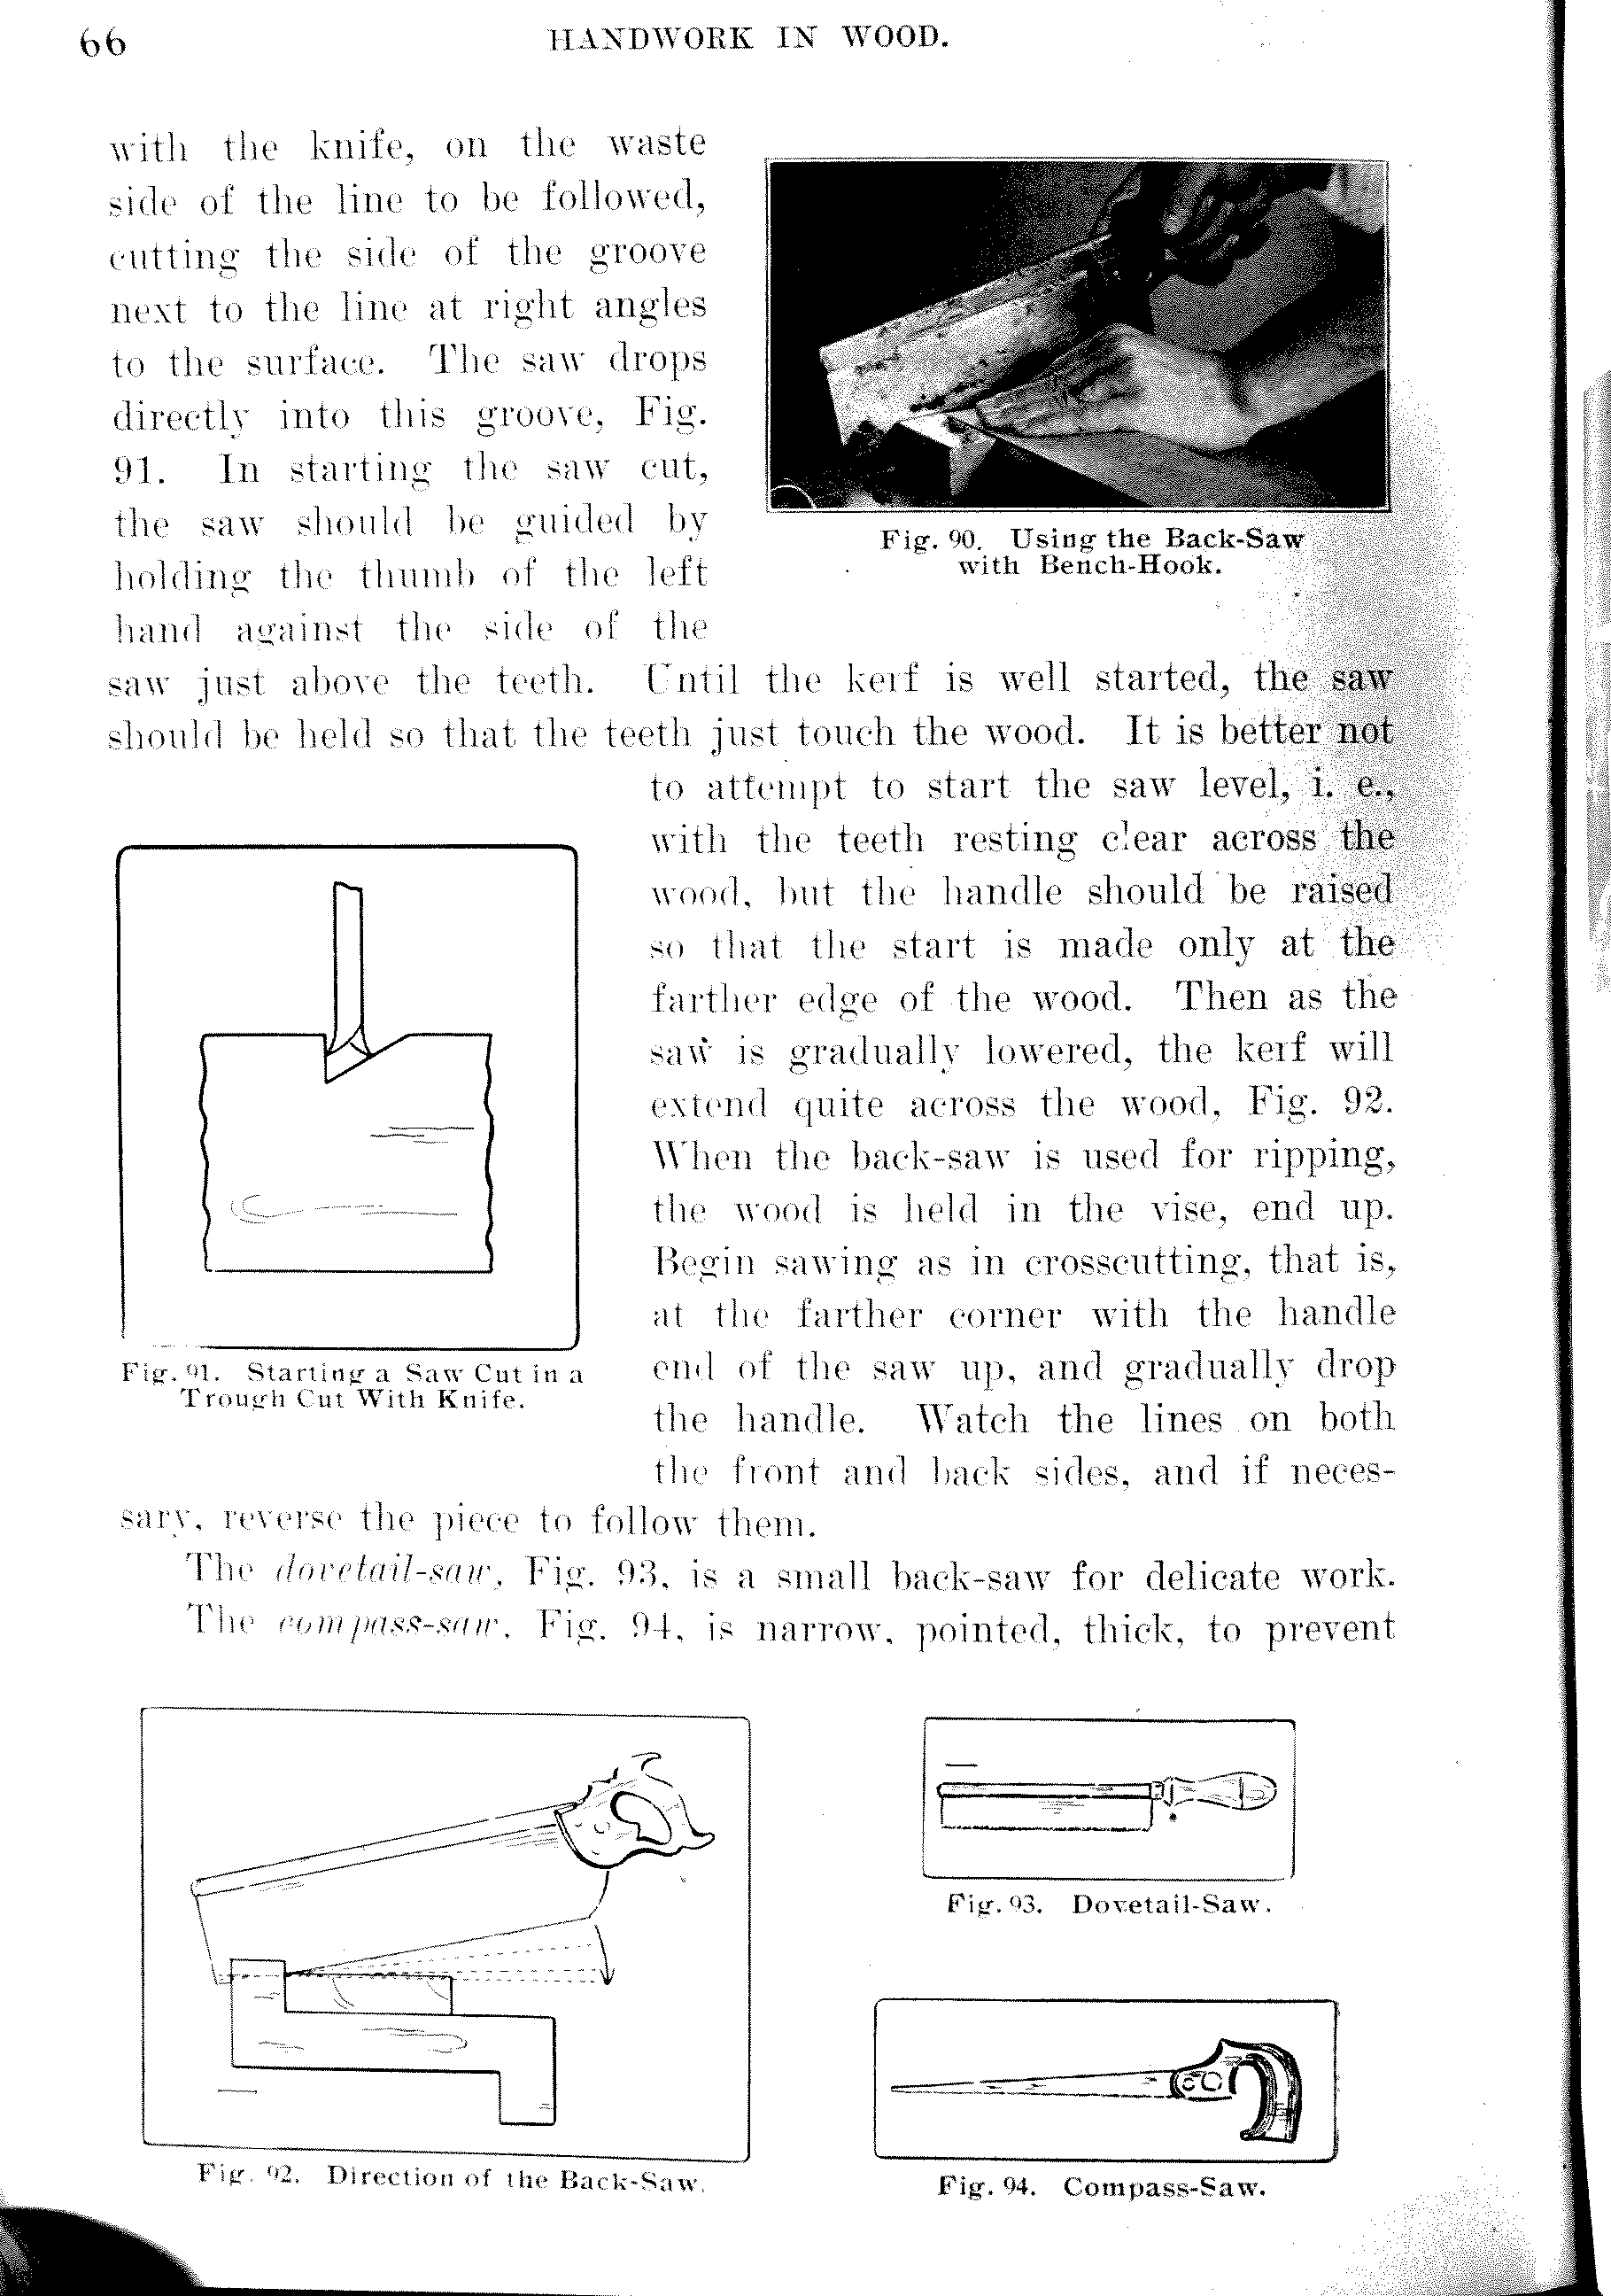 66
HANDWORK IN WOOD.
with the knife, on the waste
side of the line to be followed,
cutting the side of the groove
next to the line at right angles
to the surface. The saw drops
directly into this groove, Fig.
91. In starting the saw cut,
the saw should be guided by
holding the thumb of the left
hand against the side of the
Fig. 90. Using the Back-Saw
with Bench-Hook.
saw just above the teeth. Until the kerf is well started, the saw
should be held so that the teeth just touch the wood. It is better not
to attempt to start the saw level, i. e.,
with the teeth resting clear across the
wood, but the handle should be raised
so that the start is made only at the
farther edge of the wood. Then as the
saw is gradually lowered, the kerf will
extend quite across the wood, Fig. 92.
When the back-saw is used for ripping,
the wood is held in the vise, end up.
Begin sawing as in crosscutting, that is,
at the farther corner with the handle
end of the saw up, and gradually drop
the handle. Watch the lines on both
the front and back sides, and if neces-
Fig. 91. Starting a Saw Cut in a
Trough Cut With Knife.
sary, reverse the piece to follow them.
The dovetail-saw, Fig. 93, is a small back-saw for delicate work.
The compass-saw, Fig. 94, is narrow, pointed, thick, to prevent
Fig. 92. Direction of the Back-Saw.
Fig. 93. Dovetail-Saw.
Fig. 94. Compass-Saw.